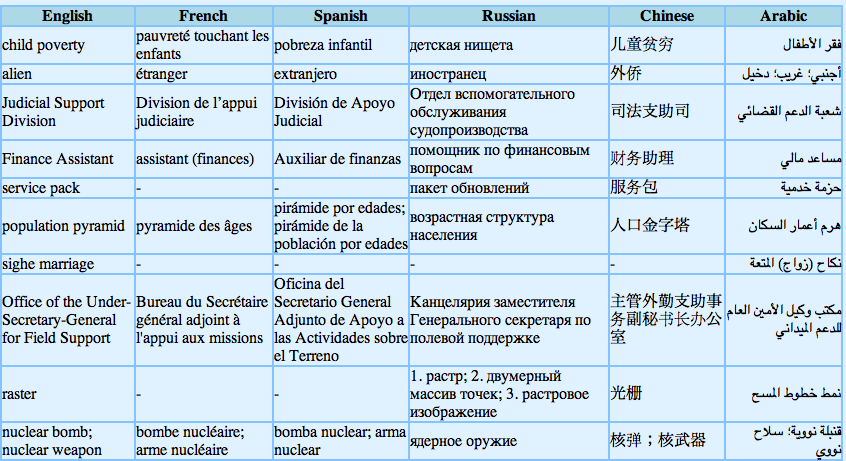 English French Spanish Russian Chinese Arabic
child poverty
pauvreté touchant les
enfants
pobreza infantil
детская нищета
儿童贫穷
فقر الأطفال
alien
étranger
extranjero
иностранец
外侨
أجنبي؛ غريب؛ دخيل
Judicial Support
Division
Division de l’appui
judiciaire
División de Apoyo
Judicial
Отдел вспомогательного
обслуживания
судопроизводства
司法支助司
شعبة الدعم القضائي
Finance Assistant
assistant (finances)
Auxiliar de finanzas
помощник по финансовым
вопросам
财务助理
مساعد مالي
service pack
-
-
пакет обновлений
服务包
حزمة خدمية
population pyramid
pyramide des âges
pirámide por edades;
pirámide de la
población por edades
возрастная структура
населения
人口金字塔
هرم أعمار السكان
sighe marriage
-
-
-
-
نكاح (زواج) المتعة
Office of the Under-
Secretary-General
for Field Support
Bureau du Secrétaire
général adjoint à
l'appui aux missions
Oficina del
Secretario General
Adjunto de Apoyo a
las Actividades sobre
el Terreno
Канцелярия заместителя
Генерального секретаря по
полевой поддержке
主管外勤支助事
务副秘书长办公
室
مكتب وكيل الأمين العام
للدعم الميداني
raster
-
-
1. растр; 2. двумерный
массив точек; 3. растровое
изображение
光栅
نمط خطوط المسح
nuclear bomb;
nuclear weapon
bombe nucléaire;
arme nucléaire
bomba nuclear; arma
nuclear
ядерное оружие
核弹；核武器
قنبلة نووية؛ سلاح
نووي